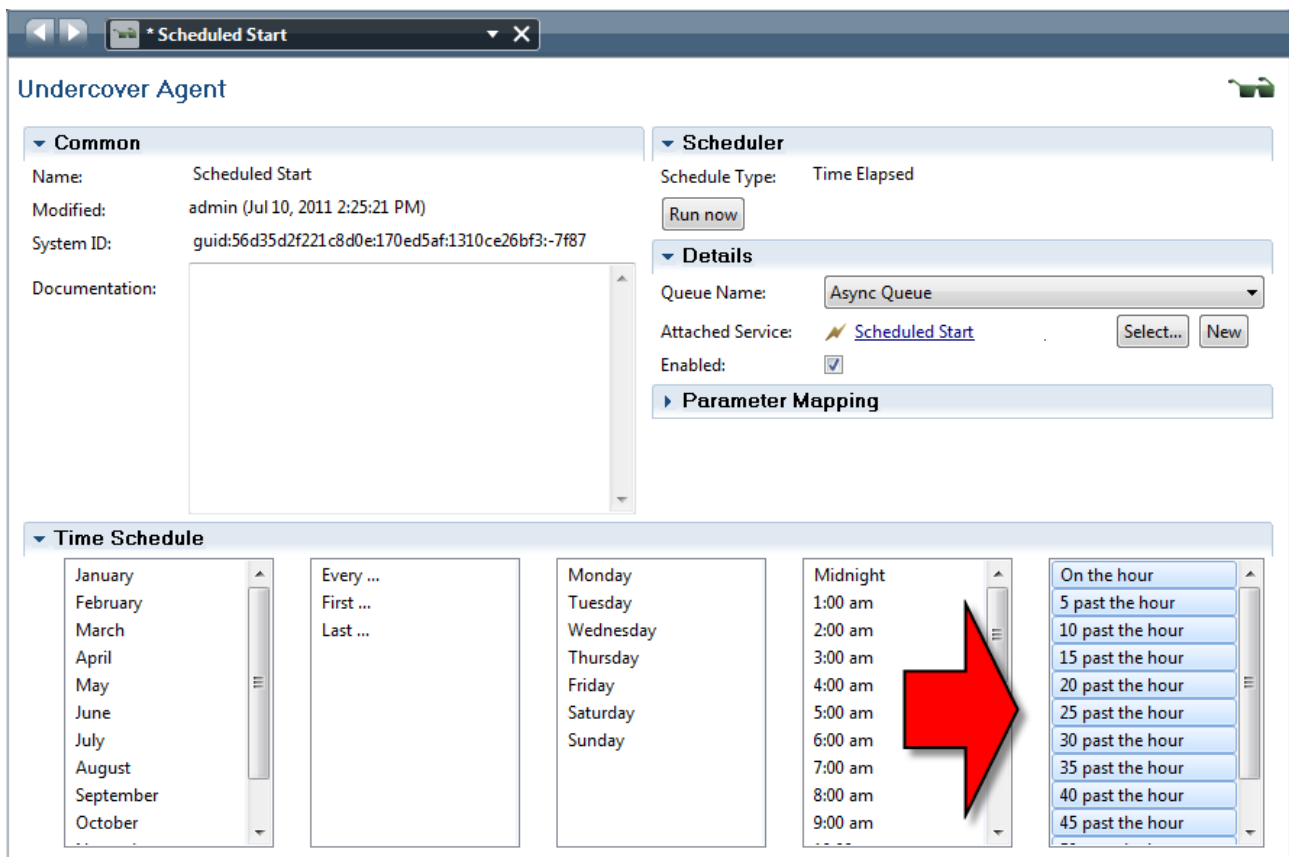 * Scheduled Start
Undercover Agent
Common
Name: Scheduled Start
Modified: admin (Jul 10, 2011 2:25:21 PM)
System ID: guid:56d35d2f221c8d0e:170ed5af:1310ce26bf3:-7f87
Documentation:
Scheduler
Schedule Type: Time Elapsed
Run now
Details
Queue Name: Async Queue
Attached Service: Scheduled Start . Select... New
Enabled:
Parameter Mapping
Time Schedule
January
February
March
April
May
June
July
August
September
October
Every ...
First ...
Last ...
Monday
Tuesday
Wednesday
Thursday
Friday
Saturday
Sunday
Midnight
1:00 am
2:00 am
3:00 am
4:00 am
5:00 am
6:00 am
7:00 am
8:00 am
9:00 am
On the hour
5 past the hour
10 past the hour
15 past the hour
20 past the hour
25 past the hour
30 past the hour
35 past the hour
40 past the hour
45 past the hour